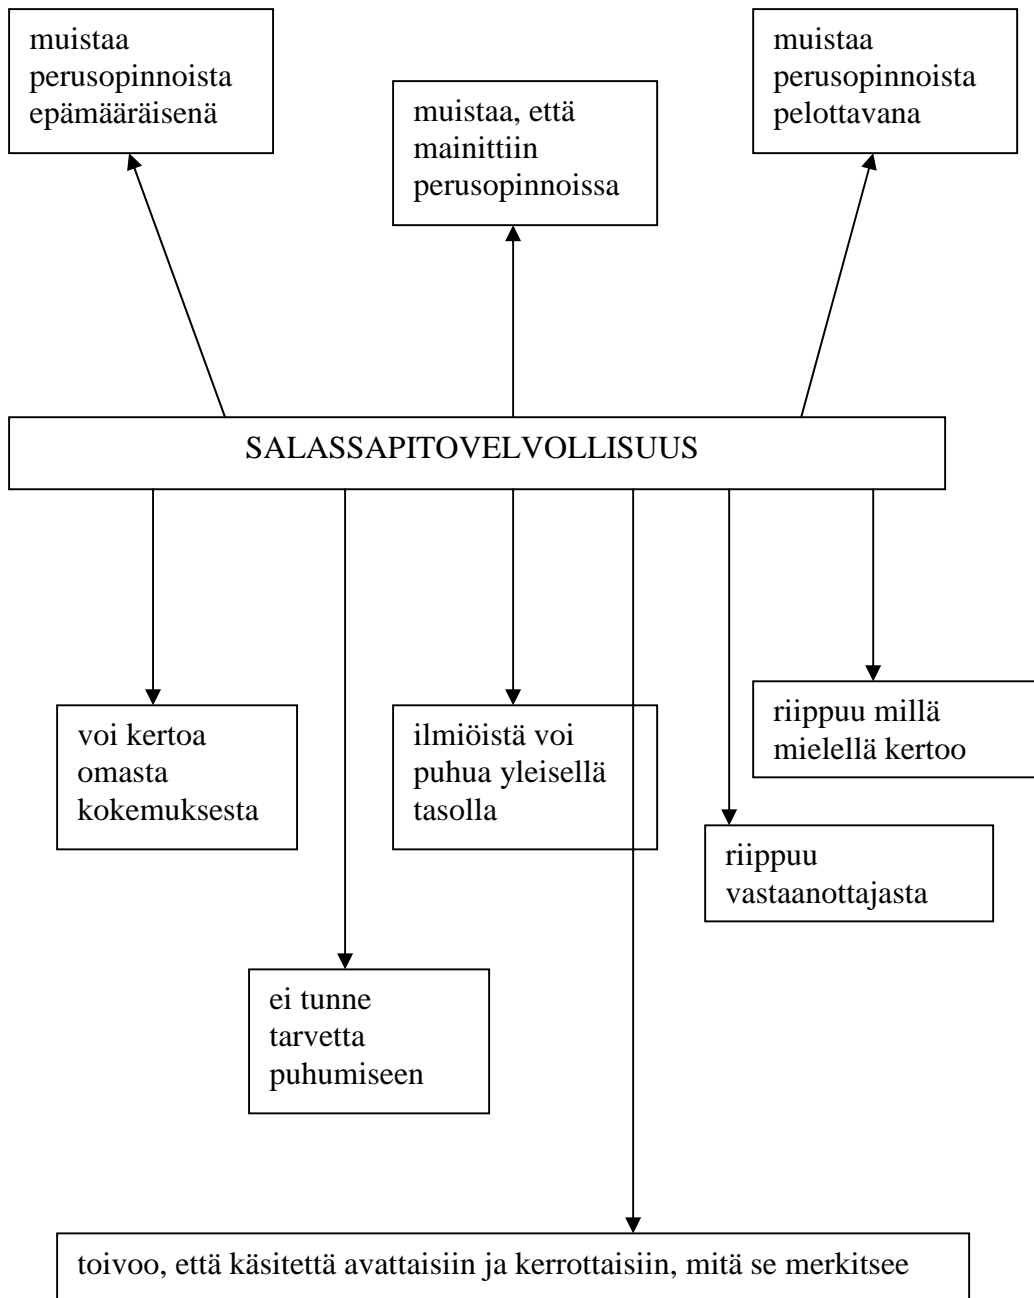 muistaa
perusopinnoista
epämääräisenä
muistaa, että
mainittiin
perusopinnoissa
muistaa
perusopinnoista
pelottavana
SALASSAPITOVELVOLLISUUS
voi kertoa
omasta
kokemuksesta
ilmiöistä voi
puhua yleisellä
tasolla
riippuu millä
mielellä kertoo
riippuu
vastaanottajasta
ei tunne
tarvetta
puhumiseen
toivoo, että käsitettä avattaisiin ja kerrottaisiin, mitä se merkitsee